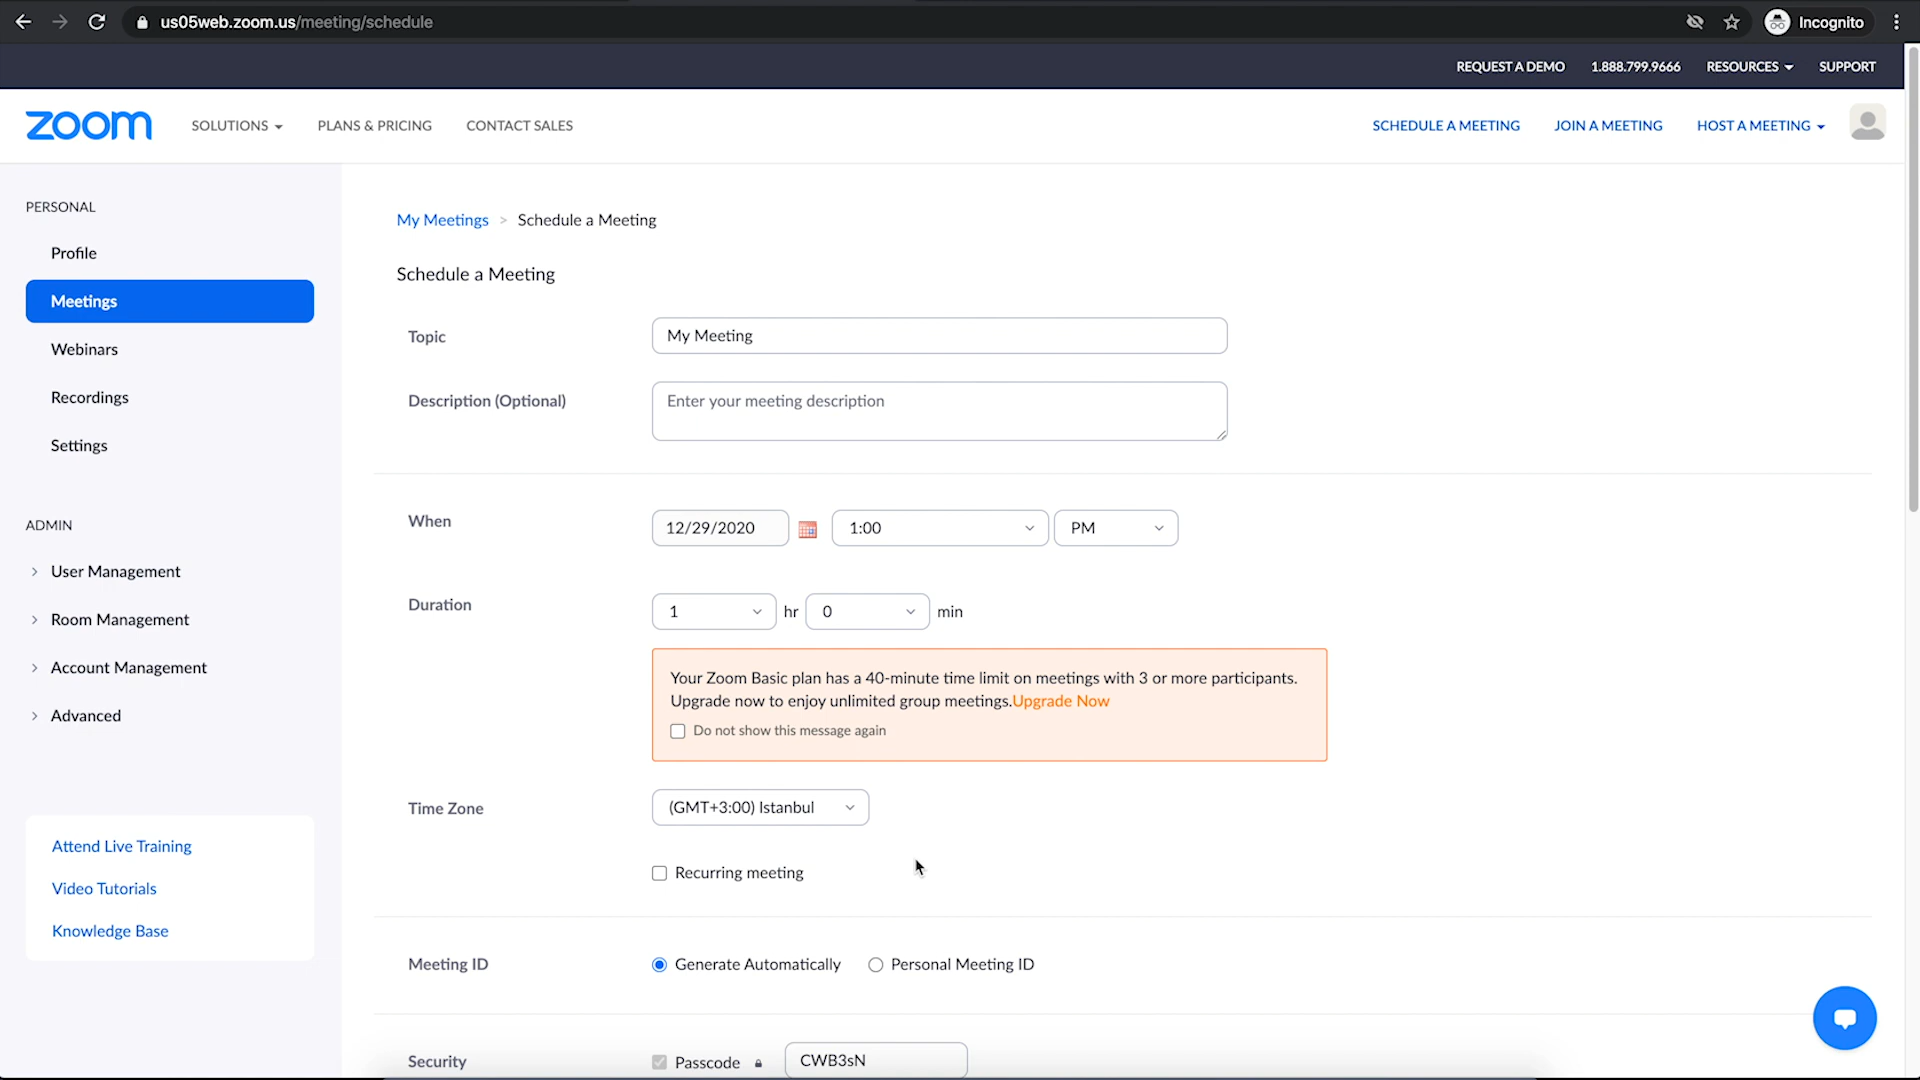 us05web.zoom.us/meeting/schedule
Incognito
REQUEST A DEMO 1.888.799.9666 RESOURCES SUPPORT
zoom SOLUTIONS PLANS & PRICING CONTACT SALES SCHEDULE A MEETING JOIN A MEETING HOST A MEETING
PERSONAL
Profile
Meetings
Webinars
Recordings
Settings
ADMIN
User Management
Room Management
Account Management
Advanced
Attend Live Training
Video Tutorials
Knowledge Base
My Meetings > Schedule a Meeting
Schedule a Meeting
Topic My Meeting
Description (Optional) Enter your meeting description
When 12/29/2020 1:00 PM
Duration 1 hr 0 min
Your Zoom Basic plan has a 40-minute time limit on meetings with 3 or more participants.
Upgrade now to enjoy unlimited group meetings.Upgrade Now
Do not show this message again
Time Zone (GMT+3:00) Istanbul
Recurring meeting
Meeting ID Generate Automatically Personal Meeting ID
Security Passcode CWB3sN